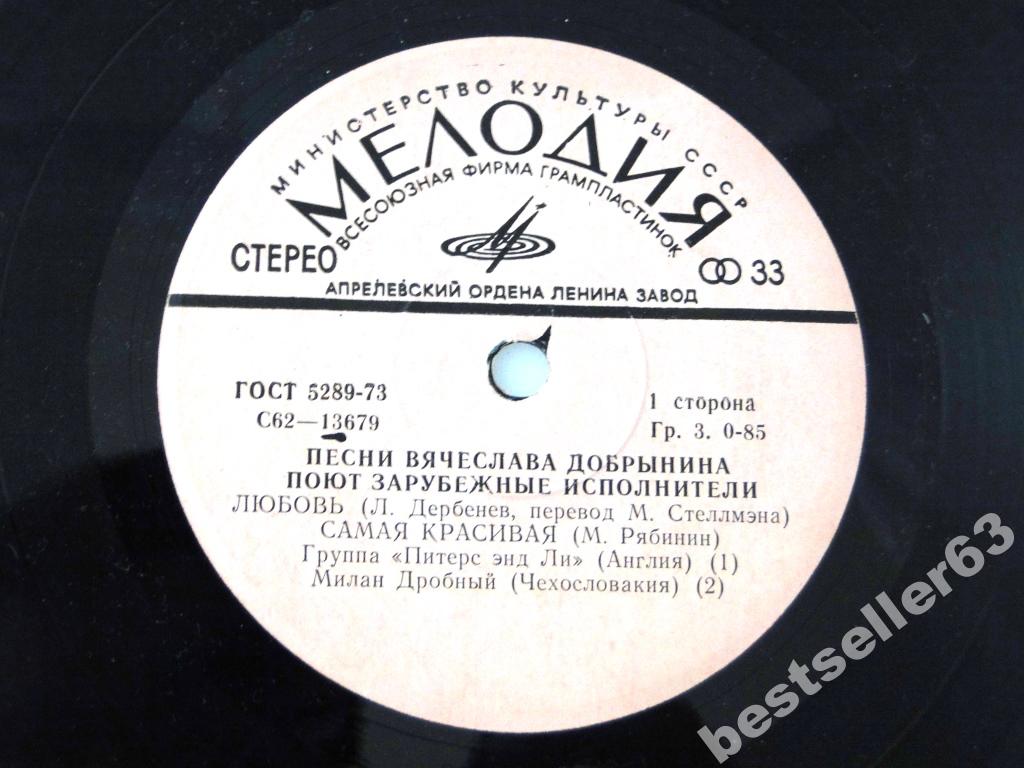 МИНИСТЕРСТВО КУЛЬТУРЫ СССР
МЕЛОДИЯ
ВСЕСОЮЗНАЯ ФИРМА ГРАМПЛАСТИНОК
СТЕРЕО
33
АПРЕЛЕВСКИЙ ОРДЕНА ЛЕНИНА ЗАВОД
ГОСТ 5289-73
С62—13679
1 сторона
Гр. 3. 0-85
ПЕСНИ ВЯЧЕСЛАВА ДОБРЫНИНА
ПОЮТ ЗАРУБЕЖНЫЕ ИСПОЛНИТЕЛИ
ЛЮБОВЬ (Л. Дербенев, перевод М. Стеллмэна)
САМАЯ КРАСИВАЯ (М. Рябинин)
Группа «Питерс энд Ли» (Англия) (1)
Милан Дробный (Чехословакия) (2)
bestseller63